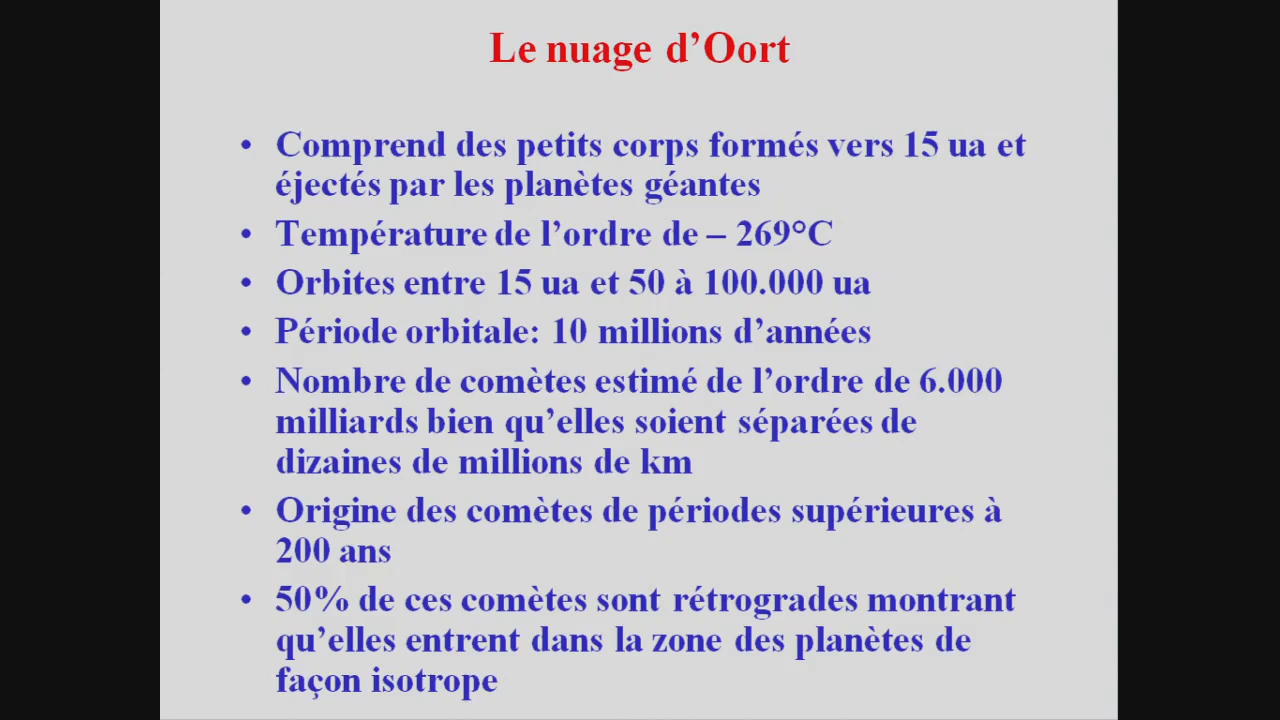 Le nuage d’Oort
• Comprend des petits corps formés vers 15 ua et
éjectés par les planètes géantes
• Température de l’ordre de – 269°C
• Orbites entre 15 ua et 50 à 100.000 ua
• Période orbitale: 10 millions d’années
• Nombre de comètes estimé de l’ordre de 6.000
milliards bien qu’elles soient séparées de
dizaines de millions de km
• Origine des comètes de périodes supérieures à
200 ans
• 50% de ces comètes sont rétrogrades montrant
qu’elles entrent dans la zone des planètes de
façon isotrope